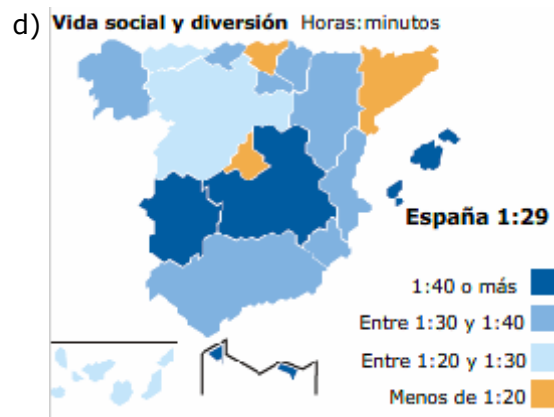 d) Vida social y diversión Horas:minutos
España 1:29
1:40 o más
Entre 1:30 y 1:40
Entre 1:20 y 1:30
Menos de 1:20